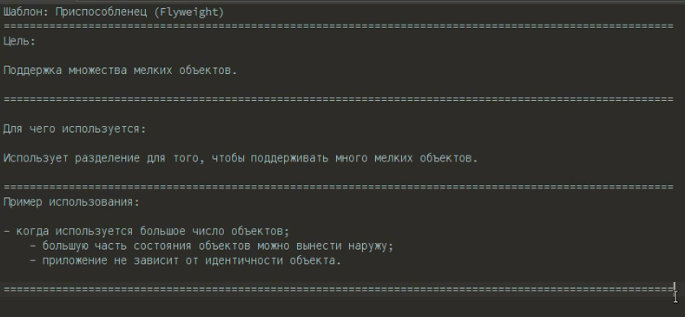 Шаблон: Приспособленец (Flyweight)
=======================================================================================================
Цель:
Поддержка множества мелких объектов.
=======================================================================================================
Для чего используется:
Использует разделение для того, чтобы поддерживать много мелких объектов.
=======================================================================================================
Пример использования:
- когда используется большое число объектов;
- большую часть состояния объектов можно вынести наружу;
- приложение не зависит от идентичности объекта.
=======================================================================================================